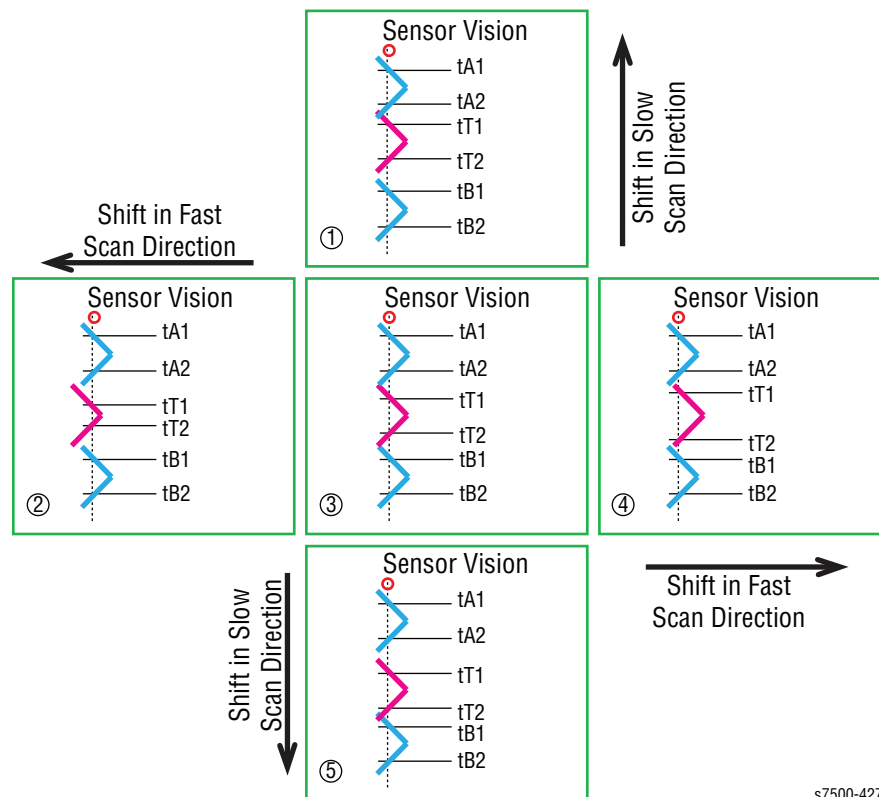 Sensor Vision
tA1
tA2
tT1
tT2
tB1
tB2
①
Shift in Slow
Scan Direction
Shift in Fast
Scan Direction
Sensor Vision
tA1
tA2
tT1
tT2
tB1
tB2
②
Sensor Vision
tA1
tA2
tT1
tT2
tB1
tB2
③
Sensor Vision
tA1
tA2
tT1
tT2
tB1
tB2
④
Shift in Slow
Scan Direction
Sensor Vision
tA1
tA2
tT1
tT2
tB1
tB2
⑤
Shift in Fast
Scan Direction
s7500-427